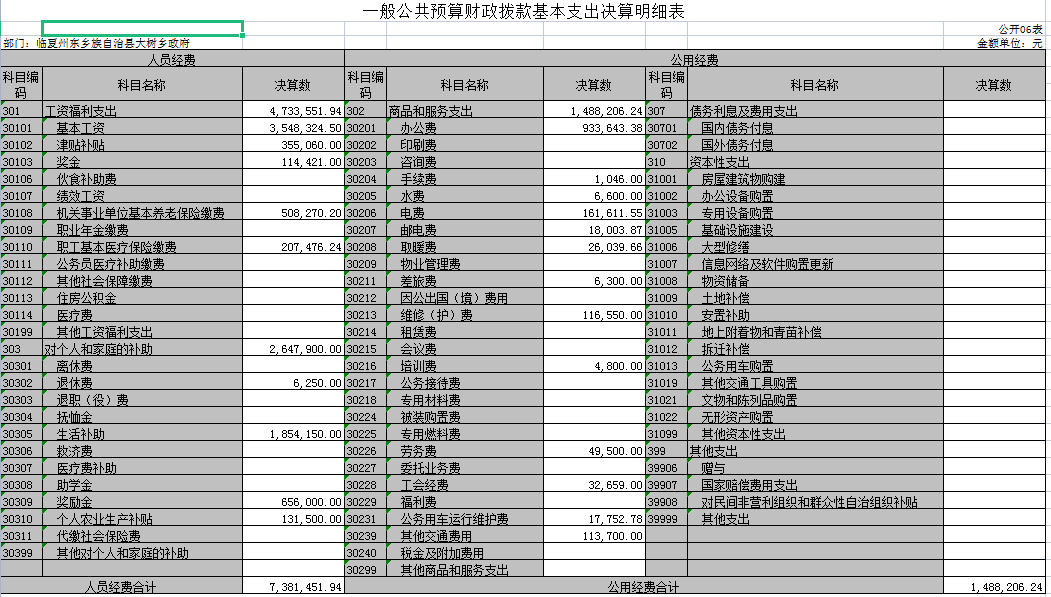 一般公共预算财政拨款基本支出决算明细表
公开06表
部门：临夏州东乡族自治县大树乡政府 金额单位：元
人员经费 公用经费
科目编码 科目名称 决算数 科目编码 科目名称 决算数 科目编码 科目名称 决算数
301 工资福利支出 4,733,551.94 302 商品和服务支出 1,488,206.24 307 债务利息及费用支出
30101 基本工资 3,548,324.50 30201 办公费 933,643.38 30701 国内债务付息
30102 津贴补贴 355,060.00 30202 印刷费 30702 国外债务付息
30103 奖金 114,421.00 30203 咨询费 310 资本性支出
30106 伙食补助费 30204 手续费 1,046.00 31001 房屋建筑物购建
30107 绩效工资 30205 水费 6,600.00 31002 办公设备购置
30108 机关事业单位基本养老保险缴费 508,270.20 30206 电费 161,611.55 31003 专用设备购置
30109 职业年金缴费 30207 邮电费 18,003.87 31005 基础设施建设
30110 职工基本医疗保险缴费 207,476.24 30208 取暖费 26,039.66 31006 大型修缮
30111 公务员医疗补助缴费 30209 物业管理费 31007 信息网络及软件购置更新
30112 其他社会保障缴费 30211 差旅费 6,300.00 31008 物资储备
30113 住房公积金 30212 因公出国（境）费用 31009 土地补偿
30114 医疗费 30213 维修（护）费 116,550.00 31010 安置补助
30199 其他工资福利支出 30214 租赁费 31011 地上附着物和青苗补偿
303 对个人和家庭的补助 2,647,900.00 30215 会议费 31012 拆迁补偿
30301 离休费 30216 培训费 4,800.00 31013 公务用车购置
30302 退休费 6,250.00 30217 公务接待费 31019 其他交通工具购置
30303 退职（役）费 30218 专用材料费 31021 文物和陈列品购置
30304 抚恤金 30224 被装购置费 31022 无形资产购置
30305 生活补助 1,854,150.00 30225 专用燃料费 31099 其他资本性支出
30306 救济费 30226 劳务费 49,500.00 399 其他支出
30307 医疗费补助 30227 委托业务费 39906 赠与
30308 助学金 30228 工会经费 32,659.00 39907 国家赔偿费用支出
30309 奖励金 656,000.00 30229 福利费 39908 对民间非营利组织和群众性自治组织补贴
30310 个人农业生产补贴 131,500.00 30231 公务用车运行维护费 17,752.78 39999 其他支出
30311 代缴社会保险费 30239 其他交通费用 113,700.00
30399 其他对个人和家庭的补助 30240 税金及附加费用
30299 其他商品和服务支出
人员经费合计 7,381,451.94 公用经费合计 1,488,206.24